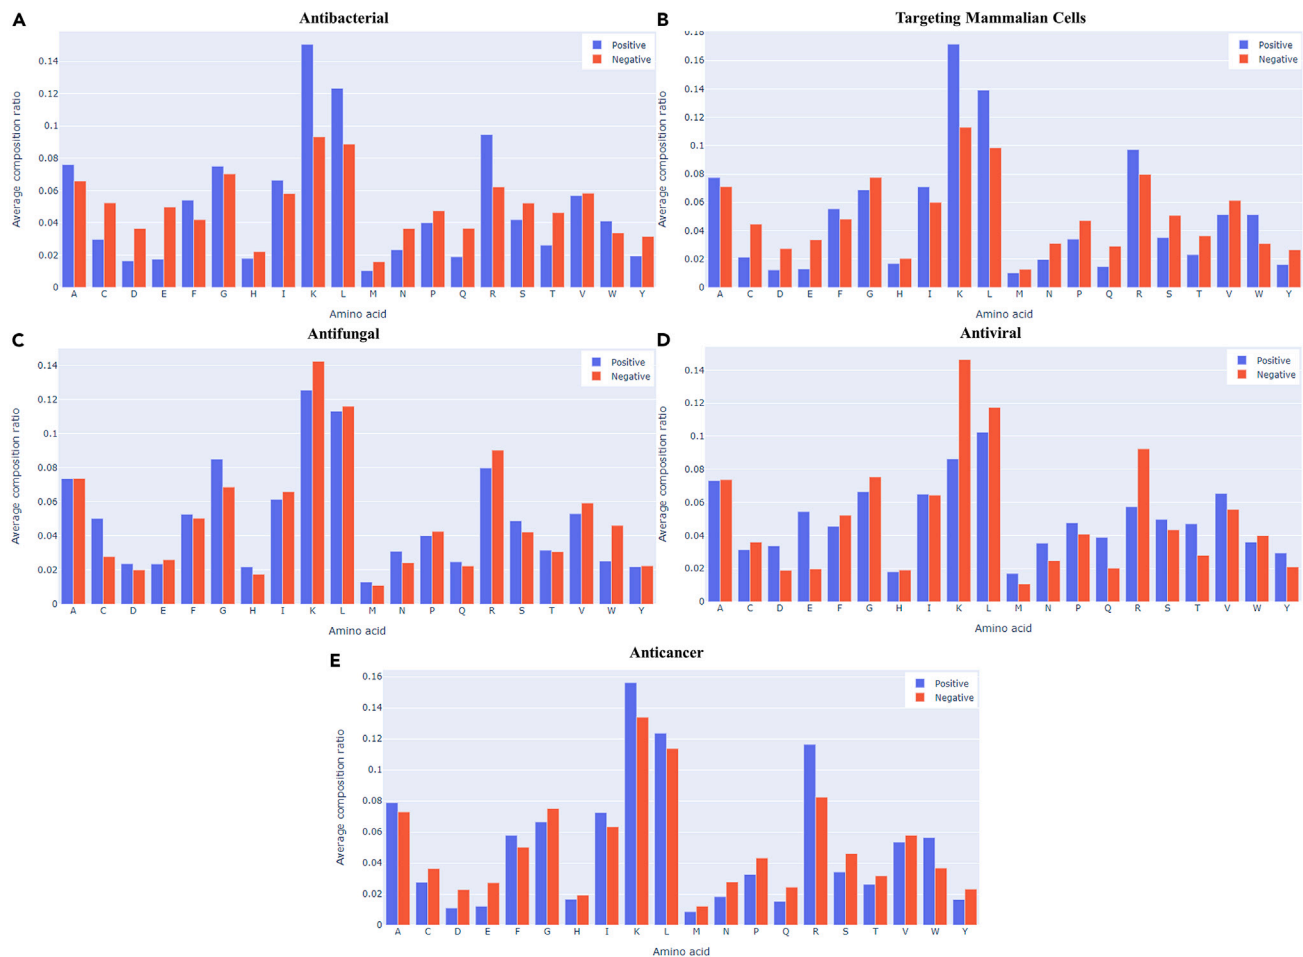 A
Antibacterial
Average composition ratio
0.14
0.12
0.1
0.08
0.06
0.04
0.02
0
Positive
Negative
A C D E F G H I K L M N P Q R S T V W Y
Amino acid
B
Targeting Mammalian Cells
Average composition ratio
0.18
0.16
0.14
0.12
0.1
0.08
0.06
0.04
0.02
0
Positive
Negative
A C D E F G H I K L M N P Q R S T V W Y
Amino acid
C
Antifungal
Average composition ratio
0.14
0.12
0.1
0.08
0.06
0.04
0.02
0
Positive
Negative
A C D E F G H I K L M N P Q R S T V W Y
Amino acid
D
Antiviral
Average composition ratio
0.14
0.12
0.1
0.08
0.06
0.04
0.02
0
Positive
Negative
A C D E F G H I K L M N P Q R S T V W Y
Amino acid
E
Anticancer
Average composition ratio
0.16
0.14
0.12
0.1
0.08
0.06
0.04
0.02
0
Positive
Negative
A C D E F G H I K L M N P Q R S T V W Y
Amino acid